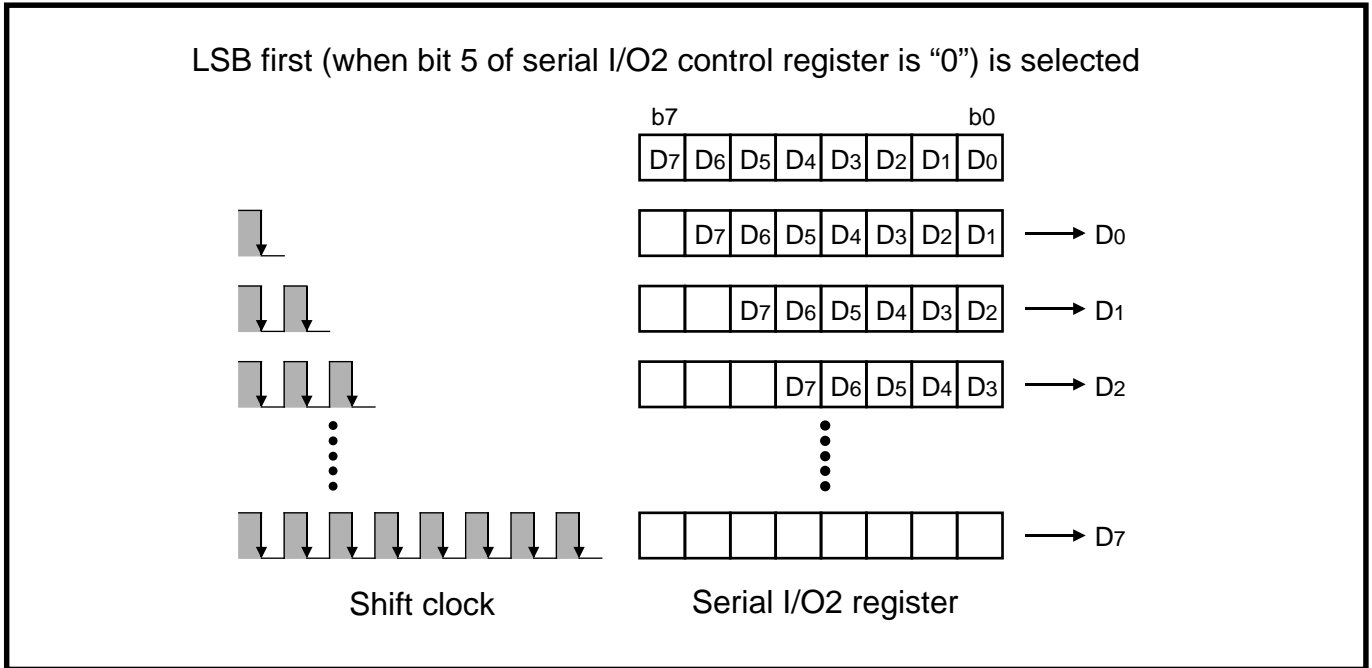 LSB first (when bit 5 of serial I/O2 control register is “0”) is selected
b7 b0
D7 D6 D5 D4 D3 D2 D1 D0
D7 D6 D5 D4 D3 D2 D1 D0
D7 D6 D5 D4 D3 D2 D1
D7 D6 D5 D4 D3 D2
D7
Shift clock Serial I/O2 register